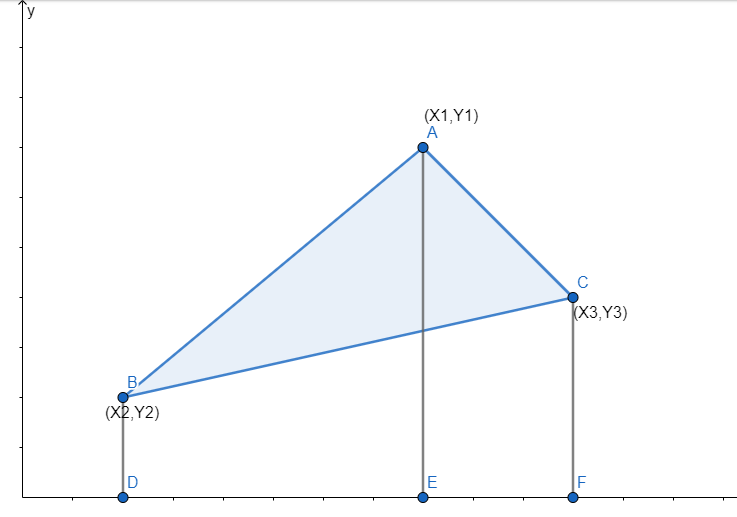 y
(X1,Y1)
A
C
(X3,Y3)
B
(X2,Y2)
D
E
F